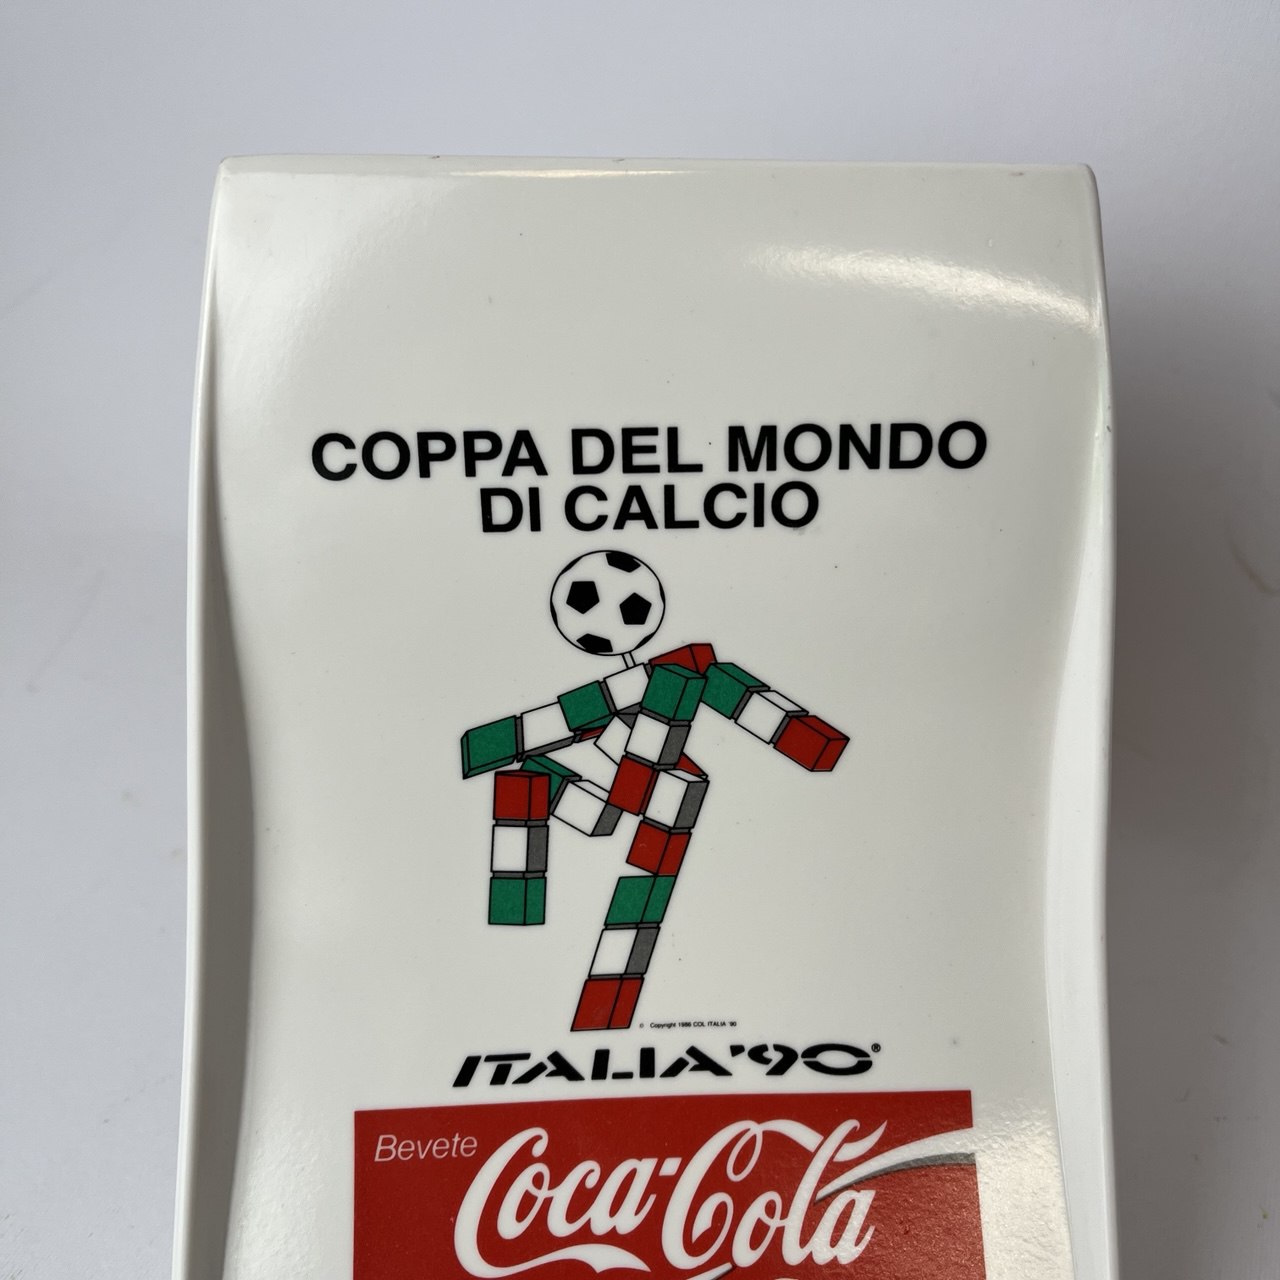 COPPA DEL MONDO
DI CALCIO
© Copyright 1986 COL ITALIA '90
ITALIA'90®
Bevete Coca-Cola